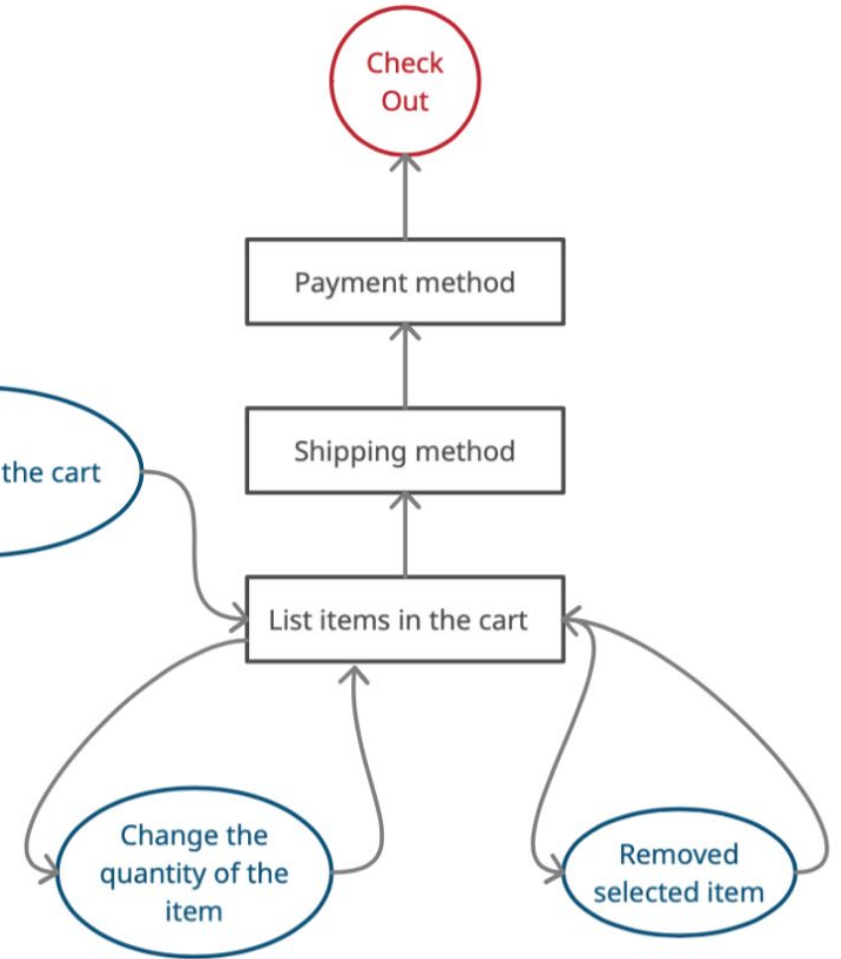 Check
Out
Payment method
Shipping method
the cart
List items in the cart
Change the
quantity of the
item
Removed
selected item